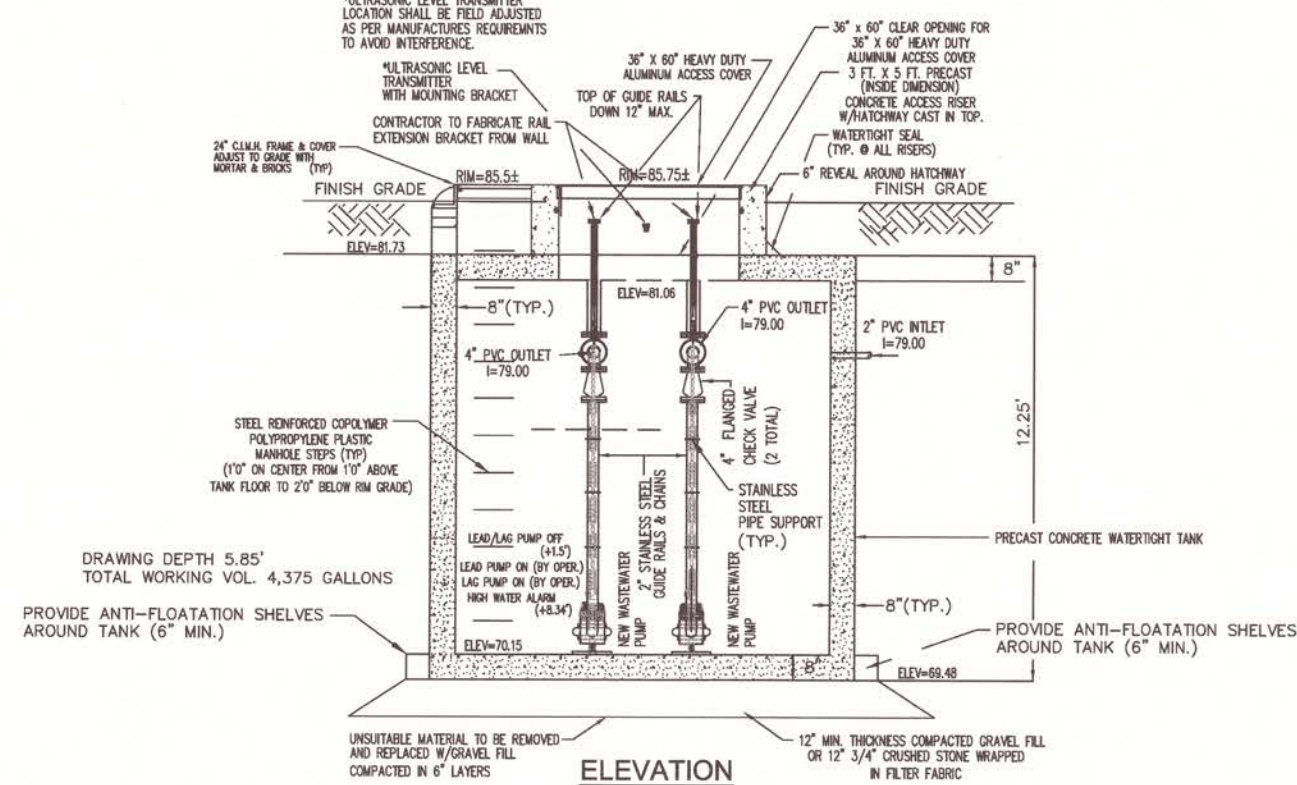 *ULTRASONIC LEVEL TRANSMITTER
LOCATION SHALL BE FIELD ADJUSTED
AS PER MANUFACTURES REQUIREMNTS
TO AVOID INTERFERENCE.
*ULTRASONIC LEVEL
TRANSMITTER
WITH MOUNTING BRACKET
CONTRACTOR TO FABRICATE RAIL
EXTENSION BRACKET FROM WALL
36" X 60" HEAVY DUTY
ALUMINUM ACCESS COVER
TOP OF GUIDE RAILS
DOWN 12" MAX.
36" x 60" CLEAR OPENING FOR
36" X 60" HEAVY DUTY
ALUMINUM ACCESS COVER
3 FT. X 5 FT. PRECAST
(INSIDE DIMENSION)
CONCRETE ACCESS RISER
W/HATCHWAY CAST IN TOP.
WATERTIGHT SEAL
(TYP. @ ALL RISERS)
6" REVEAL AROUND HATCHWAY
24" C.I.M.H. FRAME & COVER
ADJUST TO GRADE WITH
MORTAR & BRICKS (TYP)
RIM=85.5±
RIM=85.75±
FINISH GRADE
FINISH GRADE
ELEV=81.73
8"
ELEV=81.06
8"(TYP.)
4" PVC OUTLET
I=79.00
2" PVC INTLET
I=79.00
4" PVC OUTLET
I=79.00
12.25'
STEEL REINFORCED COPOLYMER
POLYPROPYLENE PLASTIC
MANHOLE STEPS (TYP)
(1'0" ON CENTER FROM 1'0" ABOVE
TANK FLOOR TO 2'0" BELOW RIM GRADE)
4" FLANGED
CHECK VALVE
(2 TOTAL)
2" STAINLESS STEEL
GUIDE RAILS & CHAINS
STAINLESS
STEEL
PIPE SUPPORT
(TYP.)
PRECAST CONCRETE WATERTIGHT TANK
LEAD/LAG PUMP OFF
(+1.5')
LEAD PUMP ON (BY OPER.)
LAG PUMP ON (BY OPER.)
HIGH WATER ALARM
(+8.34')
NEW WASTEWATER
PUMP
NEW WASTEWATER
PUMP
DRAWING DEPTH 5.85'
TOTAL WORKING VOL. 4,375 GALLONS
PROVIDE ANTI-FLOATATION SHELVES
AROUND TANK (6" MIN.)
8"(TYP.)
PROVIDE ANTI-FLOATATION SHELVES
AROUND TANK (6" MIN.)
ELEV=70.15
8"
ELEV=69.48
UNSUITABLE MATERIAL TO BE REMOVED
AND REPLACED W/GRAVEL FILL
COMPACTED IN 6" LAYERS
12" MIN. THICKNESS COMPACTED GRAVEL FILL
OR 12" 3/4" CRUSHED STONE WRAPPED
IN FILTER FABRIC
ELEVATION